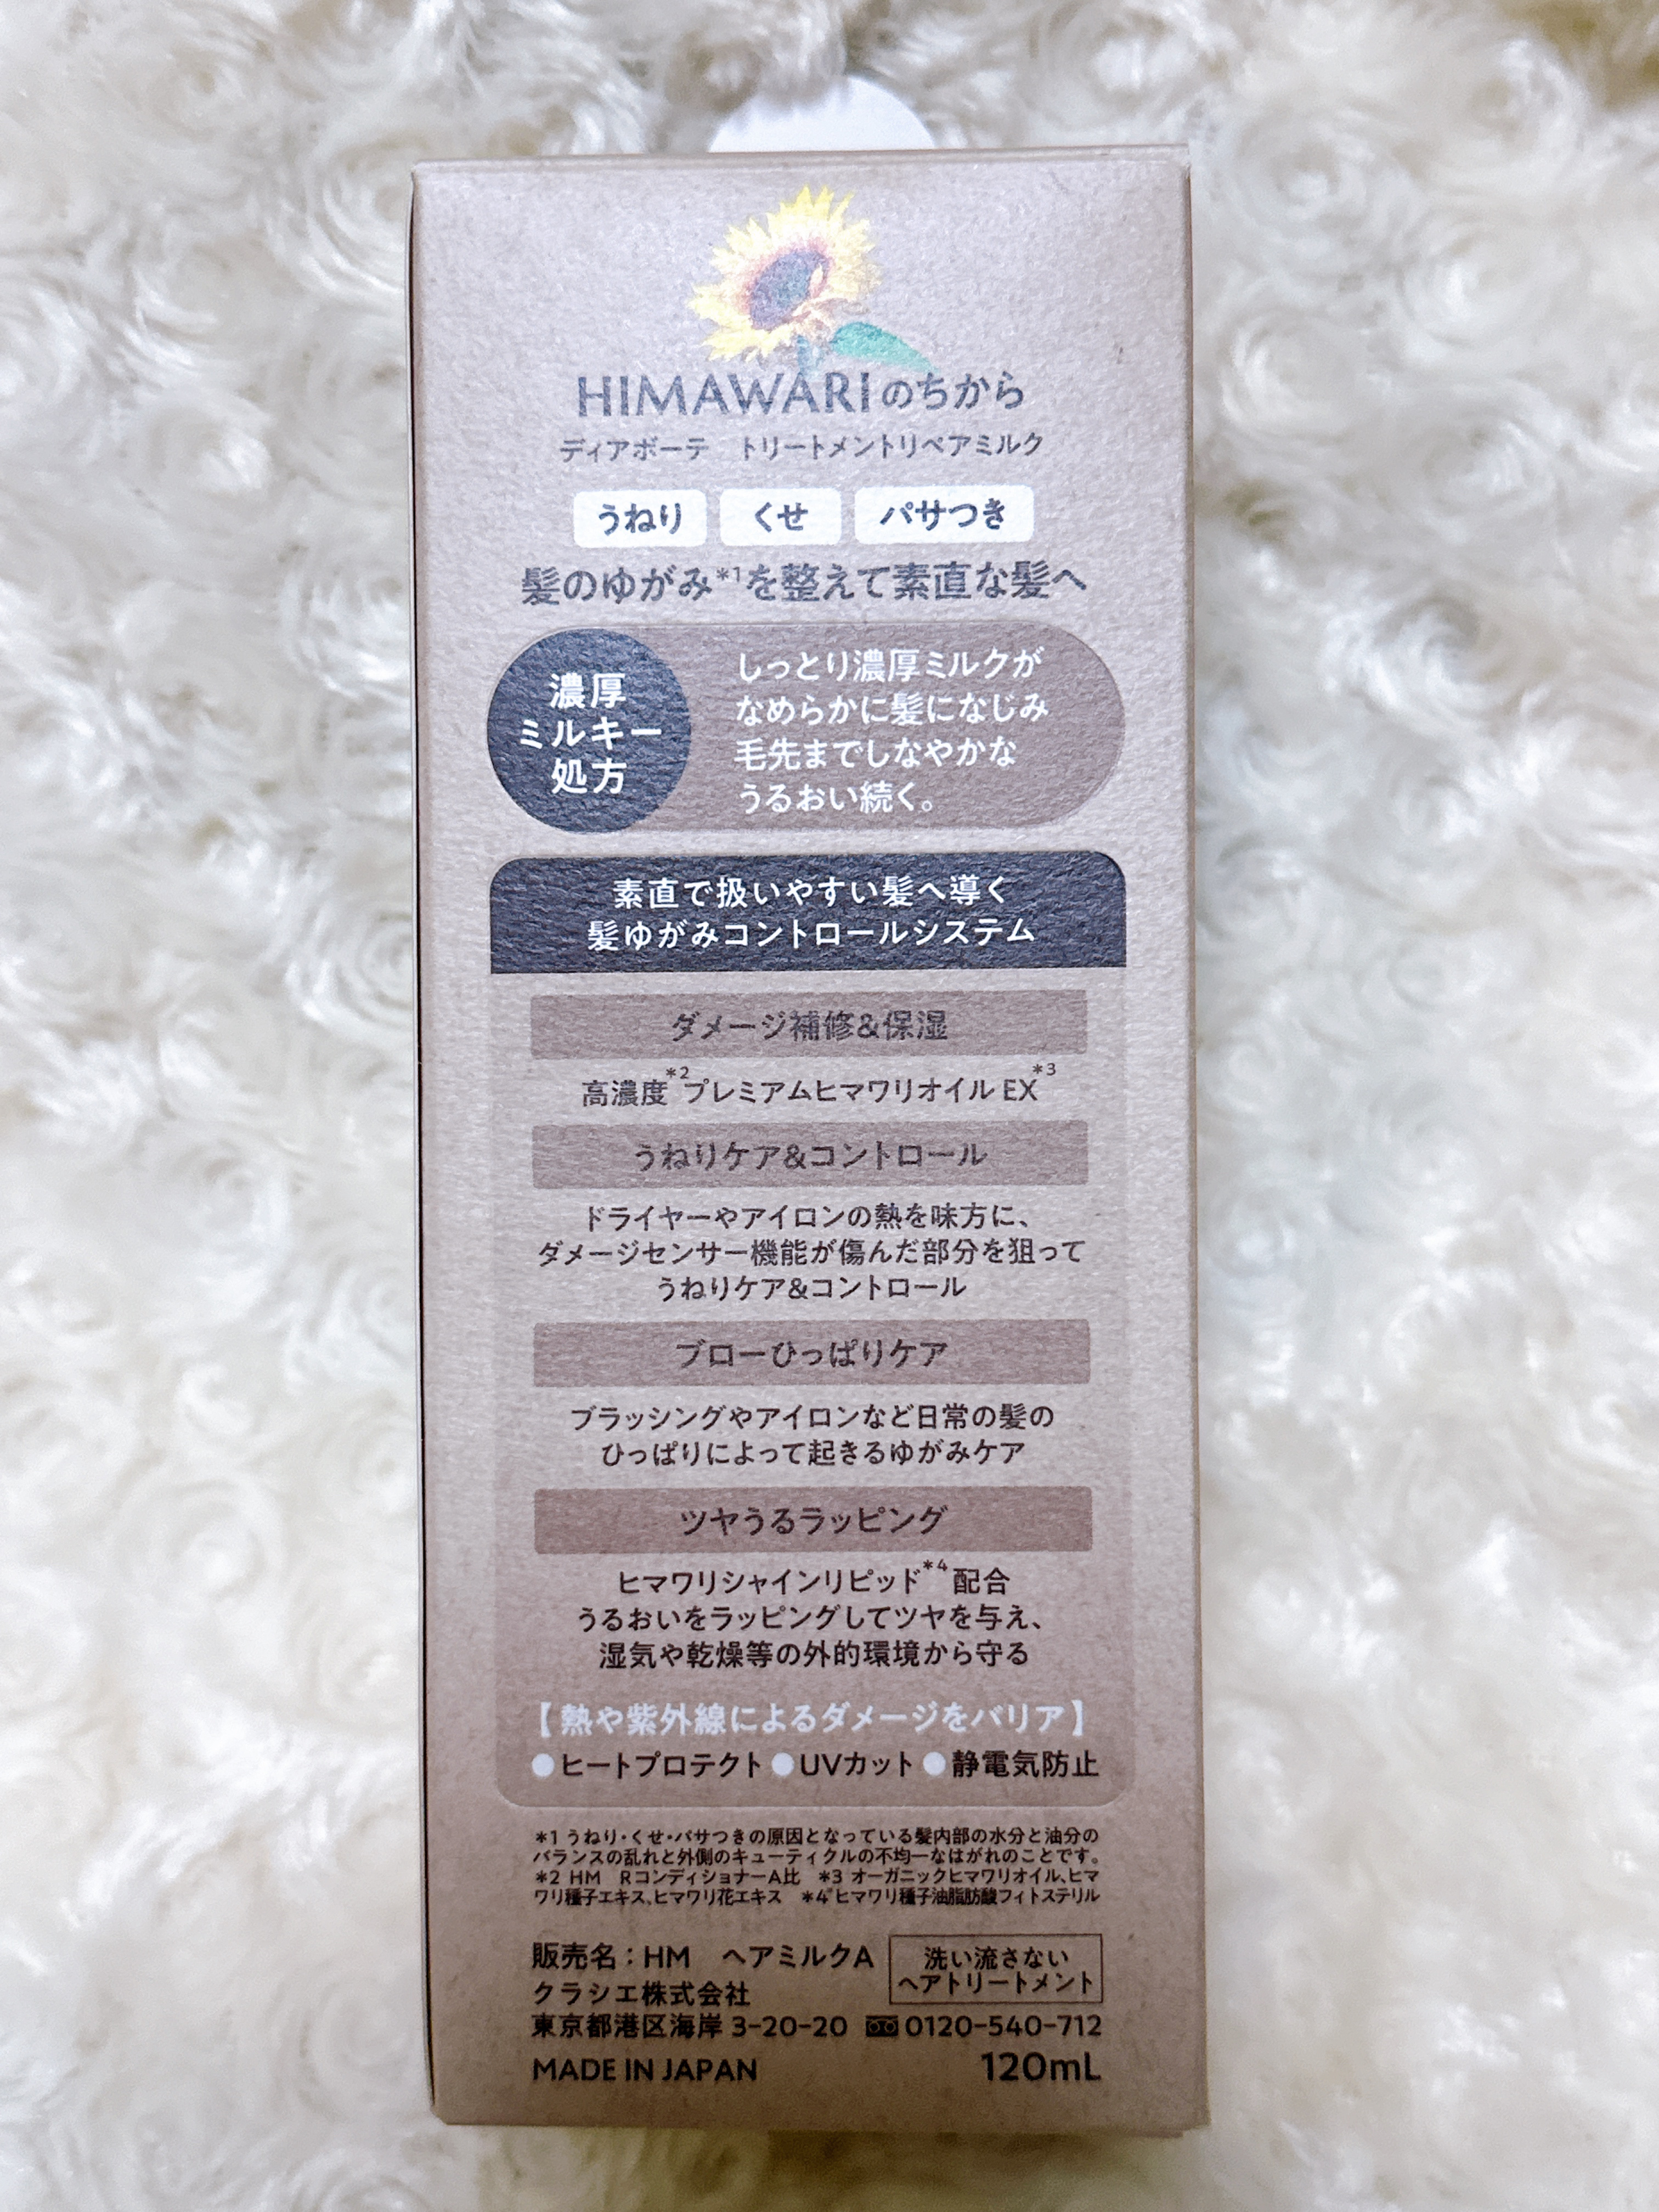 HIMAWARIのちから
ディアボーテ　トリートメントリペアミルク
うねり　くせ　パサつき
髪のゆがみ*1を整えて素直な髪へ
濃厚
ミルキー
処方
しっとり濃厚ミルクが
なめらかに髪になじみ
毛先までしなやかな
うるおい続く。
素直で扱いやすい髪へ導く
髪ゆがみコントロールシステム
ダメージ補修&保湿
高濃度*2プレミアムヒマワリオイルEX*3
うねりケア&コントロール
ドライヤーやアイロンの熱を味方に、
ダメージセンサー機能が傷んだ部分を狙って
うねりケア&コントロール
ブローひっぱりケア
ブラッシングやアイロンなど日常の髪の
ひっぱりによって起きるゆがみケア
ツヤうるラッピング
ヒマワリシャインリピッド*4配合
うるおいをラッピングしてツヤを与え、
湿気や乾燥等の外的環境から守る
【熱や紫外線によるダメージをバリア】
●ヒートプロテクト●UVカット●静電気防止
*1 うねり・くせ・パサつきの原因となっている髪内部の水分と油分の
バランスの乱れと外側のキューティクルの不均一なはがれのことです。
*2 HM　RコンディショナーA比　*3 オーガニックヒマワリオイル、ヒマ
ワリ種子エキス、ヒマワリ花エキス　*4 ヒマワリ種子油脂肪酸フィトステリル
販売名：HM　ヘアミルクA
洗い流さない
ヘアトリートメント
クラシエ株式会社
東京都港区海岸 3-20-20 0120-540-712
MADE IN JAPAN 120mL